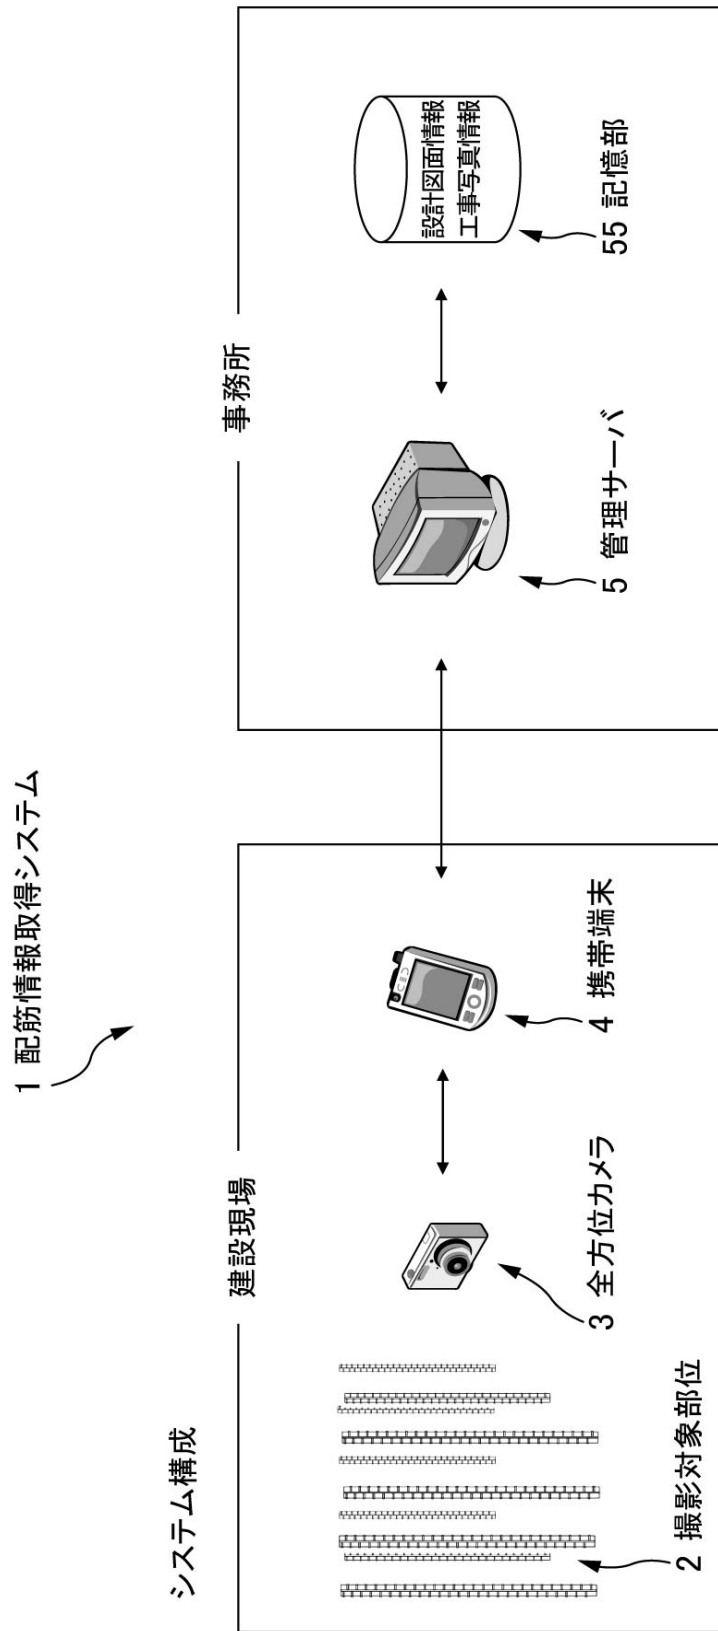 1 配筋情報取得システム
システム構成
建設現場
事務所
2 撮影対象部位
3 全方位カメラ
4 携帯端末
5 管理サーバ
設計図面情報
工事写真情報
55 記憶部